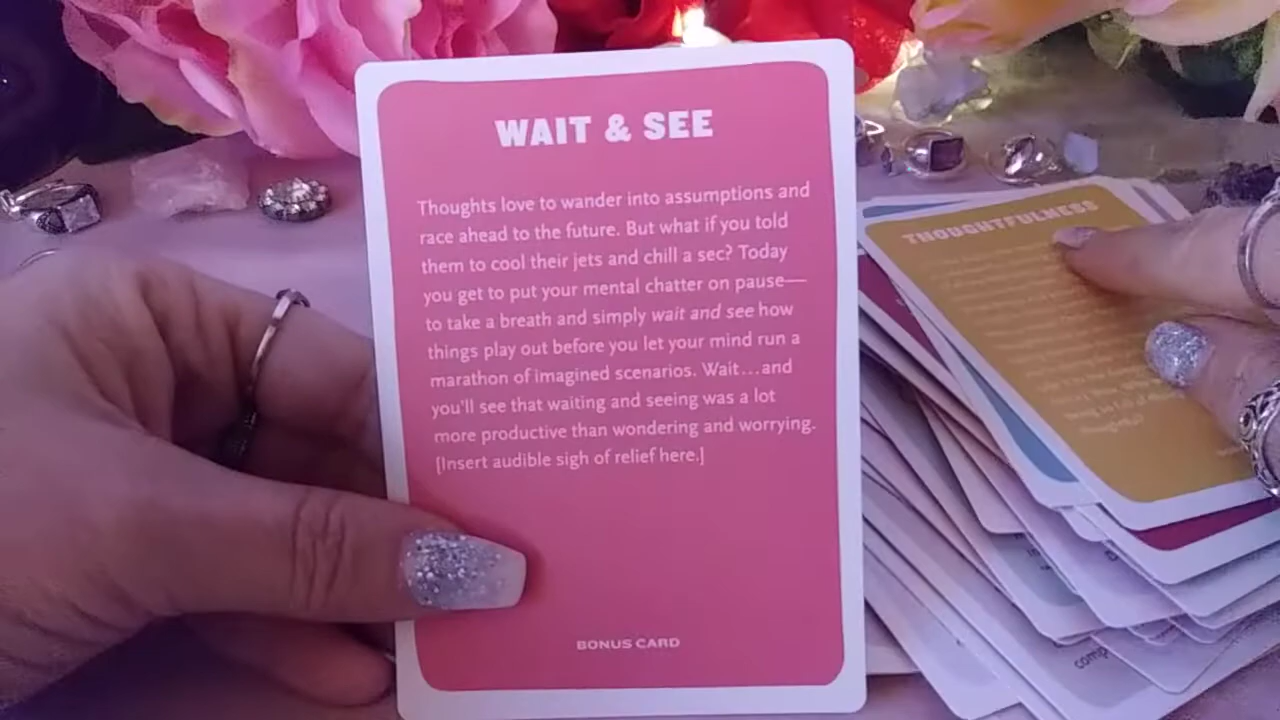 WAIT & SEE
Thoughts love to wander into assumptions and
race ahead to the future. But what if you told
them to cool their jets and chill a sec? Today
you get to put your mental chatter on pause—
to take a breath and simply wait and see how
things play out before you let your mind run a
marathon of imagined scenarios. Wait...and
you'll see that waiting and seeing was a lot
more productive than wondering and worrying.
[Insert audible sigh of relief here.]
BONUS CARD
THOUGHTFULNESS